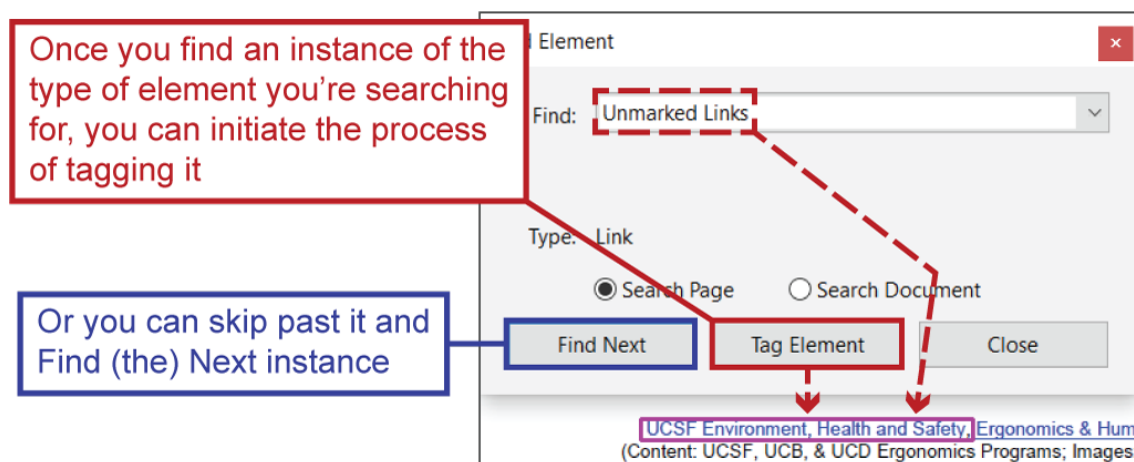 Once you find an instance of the
type of element you’re searching
for, you can initiate the process
of tagging it
Or you can skip past it and
Find (the) Next instance
Element
Find: Unmarked Links
Type: Link
Search Page Search Document
Find Next Tag Element Close
UCSF Environment, Health and Safety, Ergonomics & Hum
(Content: UCSF, UCB, & UCD Ergonomics Programs; Images